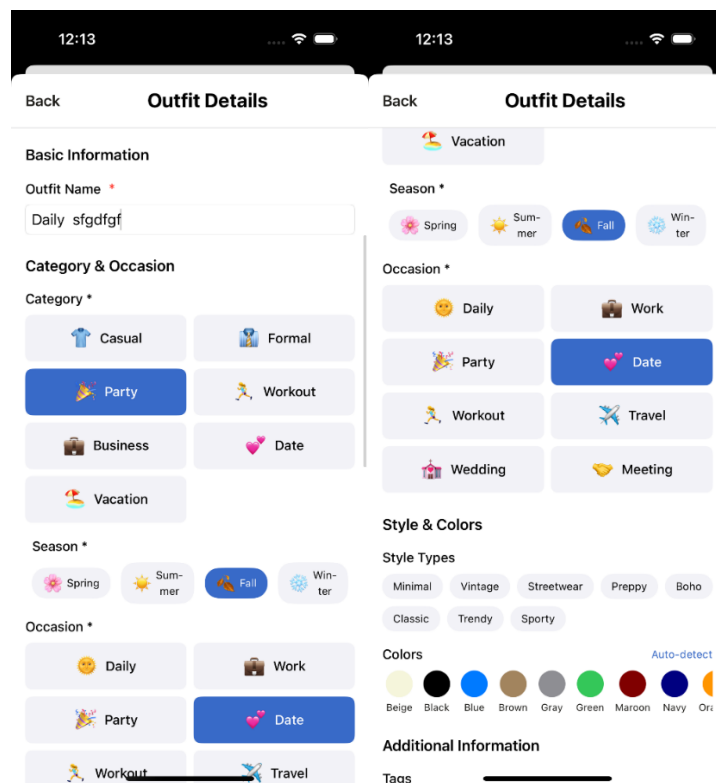 12:13
Back Outfit Details
Basic Information
Outfit Name *
Daily sfgdfgf
Category & Occasion
Category *
Casual Formal
Party Workout
Business Date
Vacation
Season *
Spring Sum-
mer Fall Win-
ter
Occasion *
Daily Work
Party Date
Workout Travel
12:13
Back Outfit Details
Vacation
Season *
Spring Sum-
mer Fall Win-
ter
Occasion *
Daily Work
Party Date
Workout Travel
Wedding Meeting
Style & Colors
Style Types
Minimal Vintage Streetwear Preppy Boho
Classic Trendy Sporty
Colors Auto-detect
Beige Black Blue Brown Gray Green Maroon Navy
Additional Information
Tags